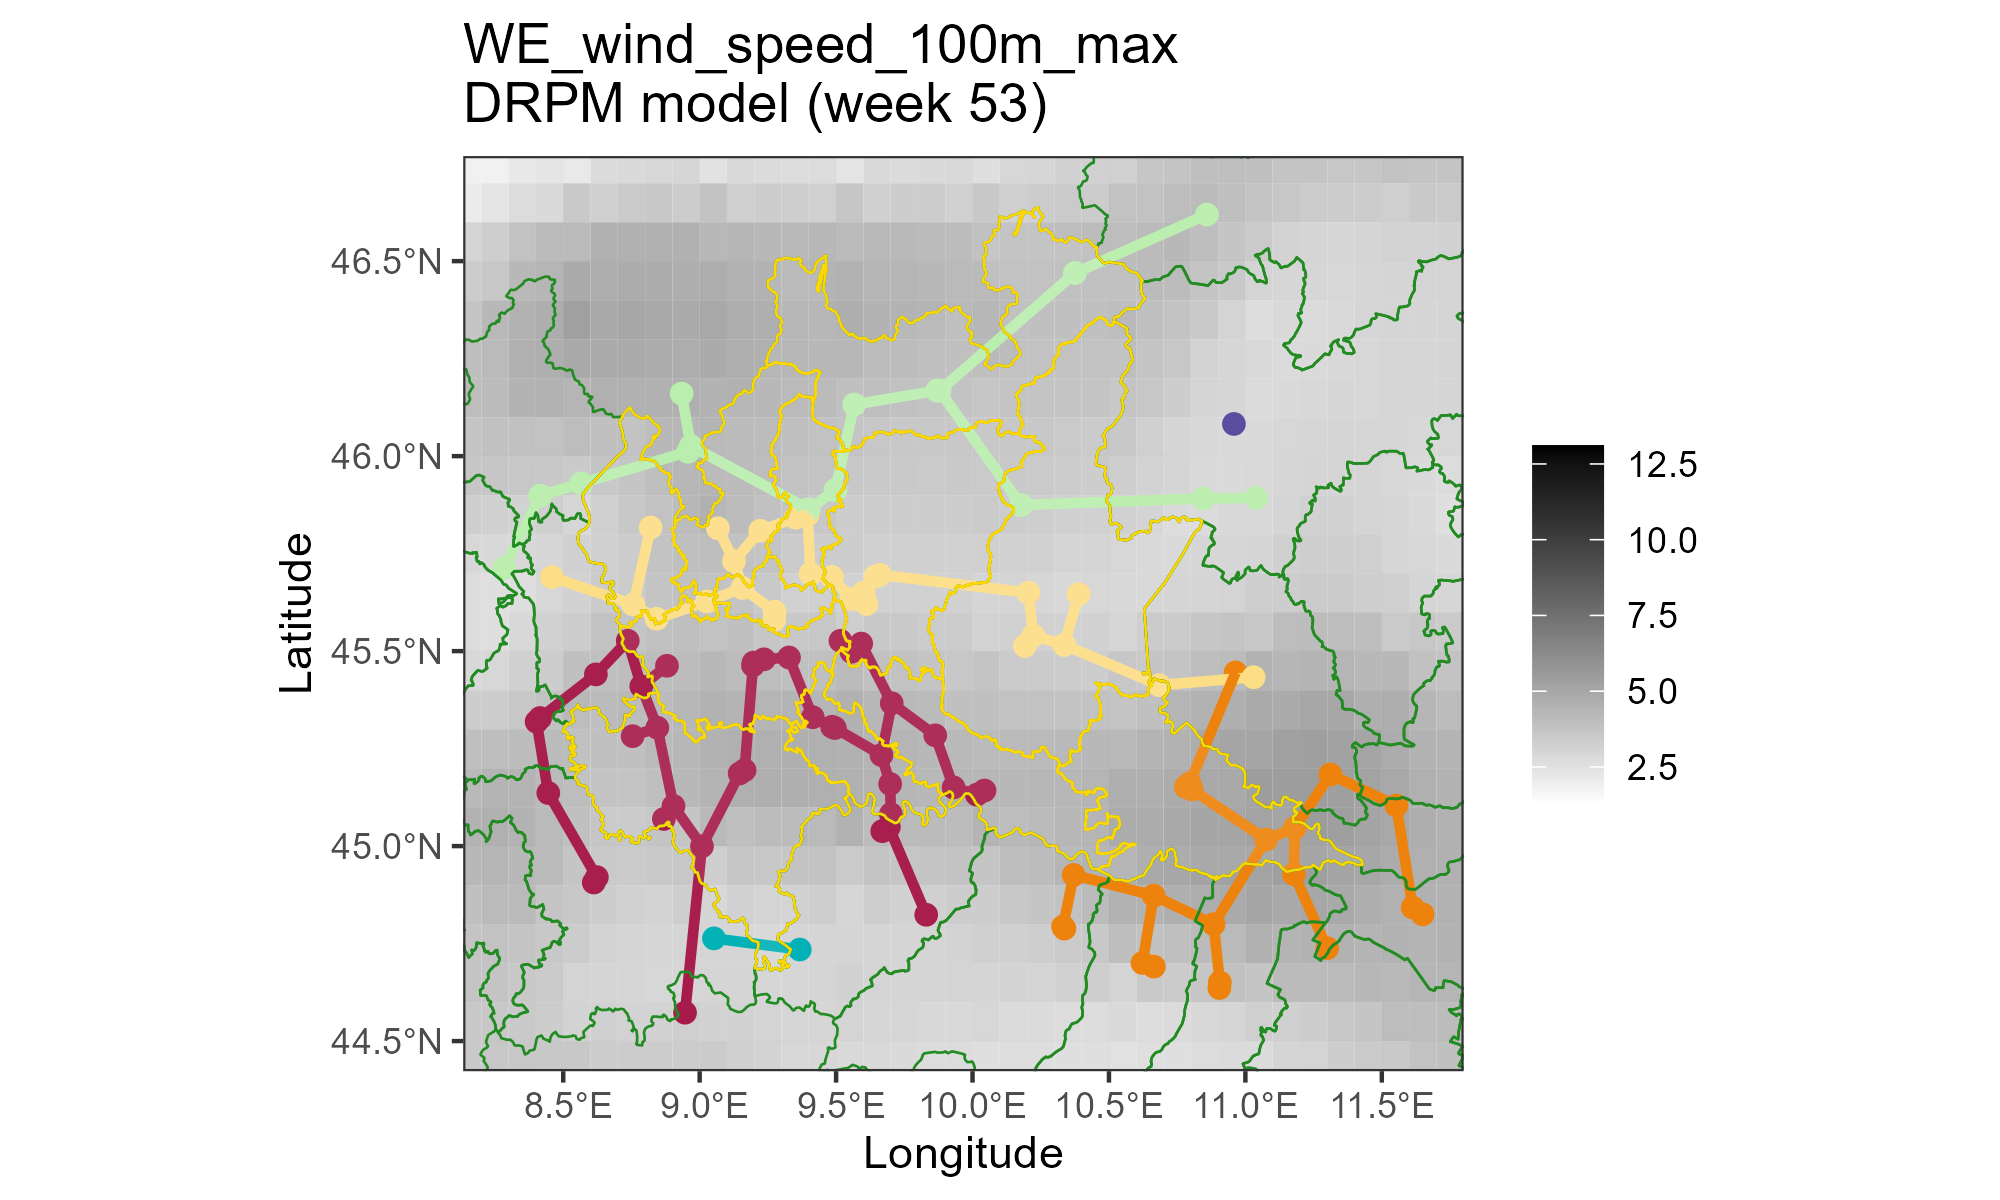 WE_wind_speed_100m_max
DRPM model (week 53)
Latitude
46.5°N
46.0°N
45.5°N
45.0°N
44.5°N
8.5°E 9.0°E 9.5°E 10.0°E 10.5°E 11.0°E 11.5°E
Longitude
12.5
10.0
7.5
5.0
2.5